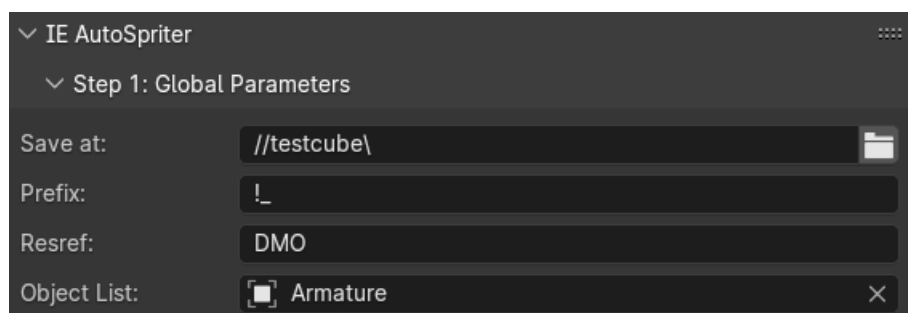 IE AutoSpriter
Step 1: Global Parameters
Save at: //testcube\
Prefix: !_
Resref: DMO
Object List: Armature